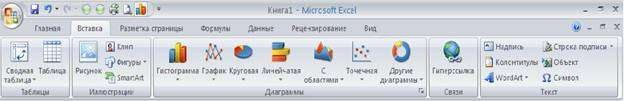 Книга1 - Microsoft Excel
Главная Вставка Разметка страницы Формулы Данные Рецензирование Вид
Сводная таблица Таблица
Таблицы
Рисунок Клип Фигуры SmartArt
Иллюстрации
Гистограмма График Круговая Линейчатая С областями Точечная Другие диаграммы
Диаграммы
Гиперссылка
Связи
Надпись Колонтитулы WordArt Строка подписи Объект Символ
Текст